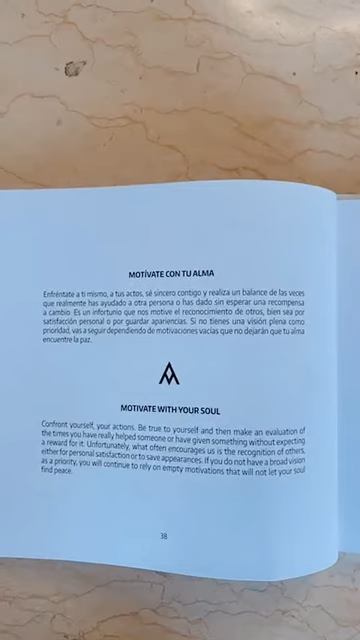 MOTÍVATE CON TU ALMA
Enfréntate a ti mismo, a tus actos, sé sincero contigo y realiza un balance de las veces
que realmente has ayudado a otra persona o has dado sin esperar una recompensa
a cambio. Es un infortunio que nos motive el reconocimiento de otros, bien sea por
satisfacción personal o por guardar apariencias. Si no tienes una visión plena como
prioridad, vas a seguir dependiendo de motivaciones vacías que no dejarán que tu alma
encuentre la paz.
MOTIVATE WITH YOUR SOUL
Confront yourself, your actions. Be true to yourself and then make an evaluation of
the times you have really helped someone or have given something without expecting
a reward for it. Unfortunately, what often encourages us is the recognition of others,
either for personal satisfaction or to save appearances. If you do not have a broad vision
as a priority, you will continue to rely on empty motivations that will not let your soul
find peace.
38